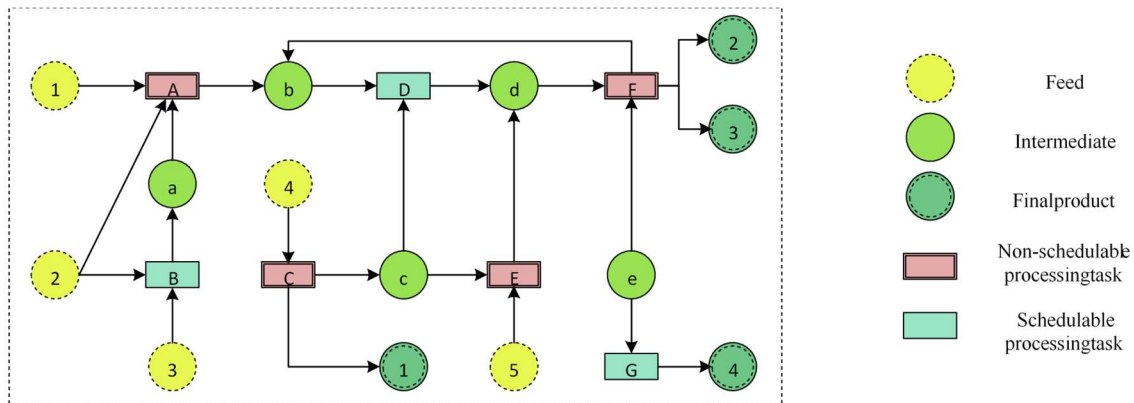 2
1
A
b
D
d
F
Feed
3
Intermediate
a
4
Finalproduct
2
B
C
c
E
e
Non-schedulable
processingtask
Schedulable
processingtask
3
1
5
G
4